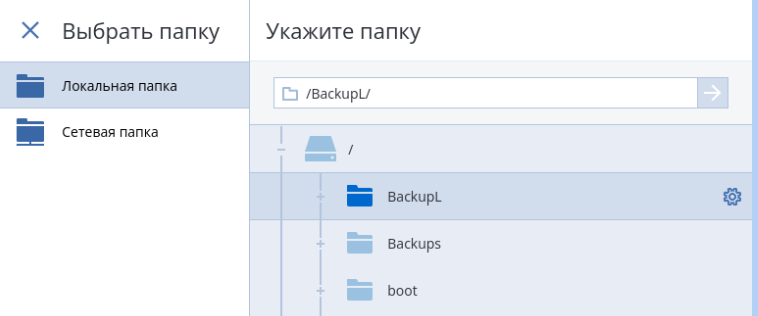 Выбрать папку
Локальная папка
Сетевая папка
Укажите папку
/BackupL/
/
BackupL
Backups
boot